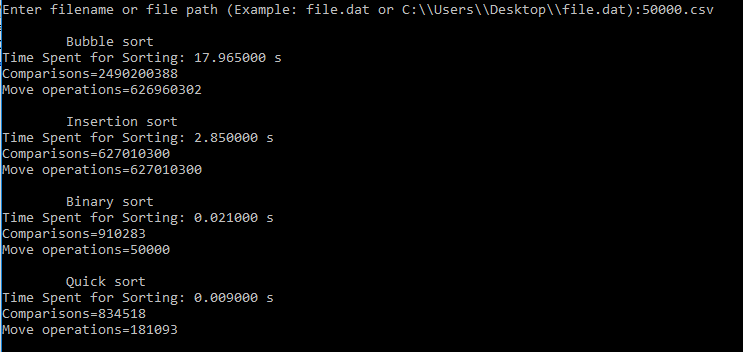 Enter filename or file path (Example: file.dat or C:\\Users\\Desktop\\file.dat):50000.csv
Bubble sort
Time Spent for Sorting: 17.965000 s
Comparisons=2490200388
Move operations=626960302
Insertion sort
Time Spent for Sorting: 2.850000 s
Comparisons=627010300
Move operations=627010300
Binary sort
Time Spent for Sorting: 0.021000 s
Comparisons=910283
Move operations=50000
Quick sort
Time Spent for Sorting: 0.009000 s
Comparisons=834518
Move operations=181093